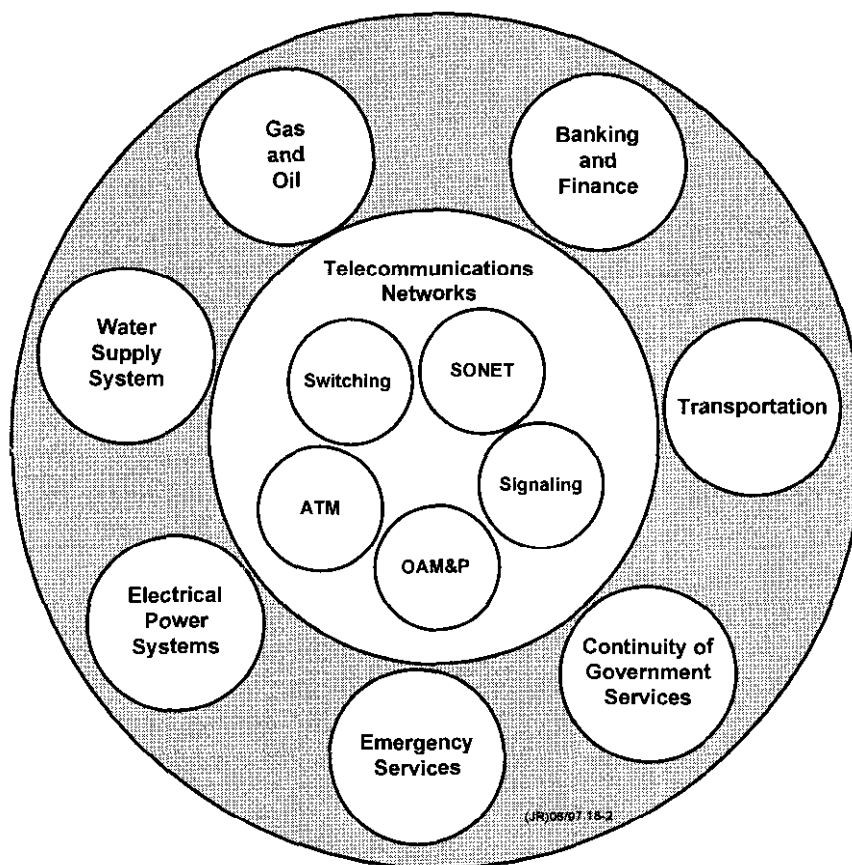 Gas
and
Oil
Banking
and
Finance
Telecommunications
Networks
Water
Supply
System
Switching
SONET
Transportation
ATM
Signaling
OAM&P
Electrical
Power
Systems
Continuity of
Government
Services
Emergency
Services